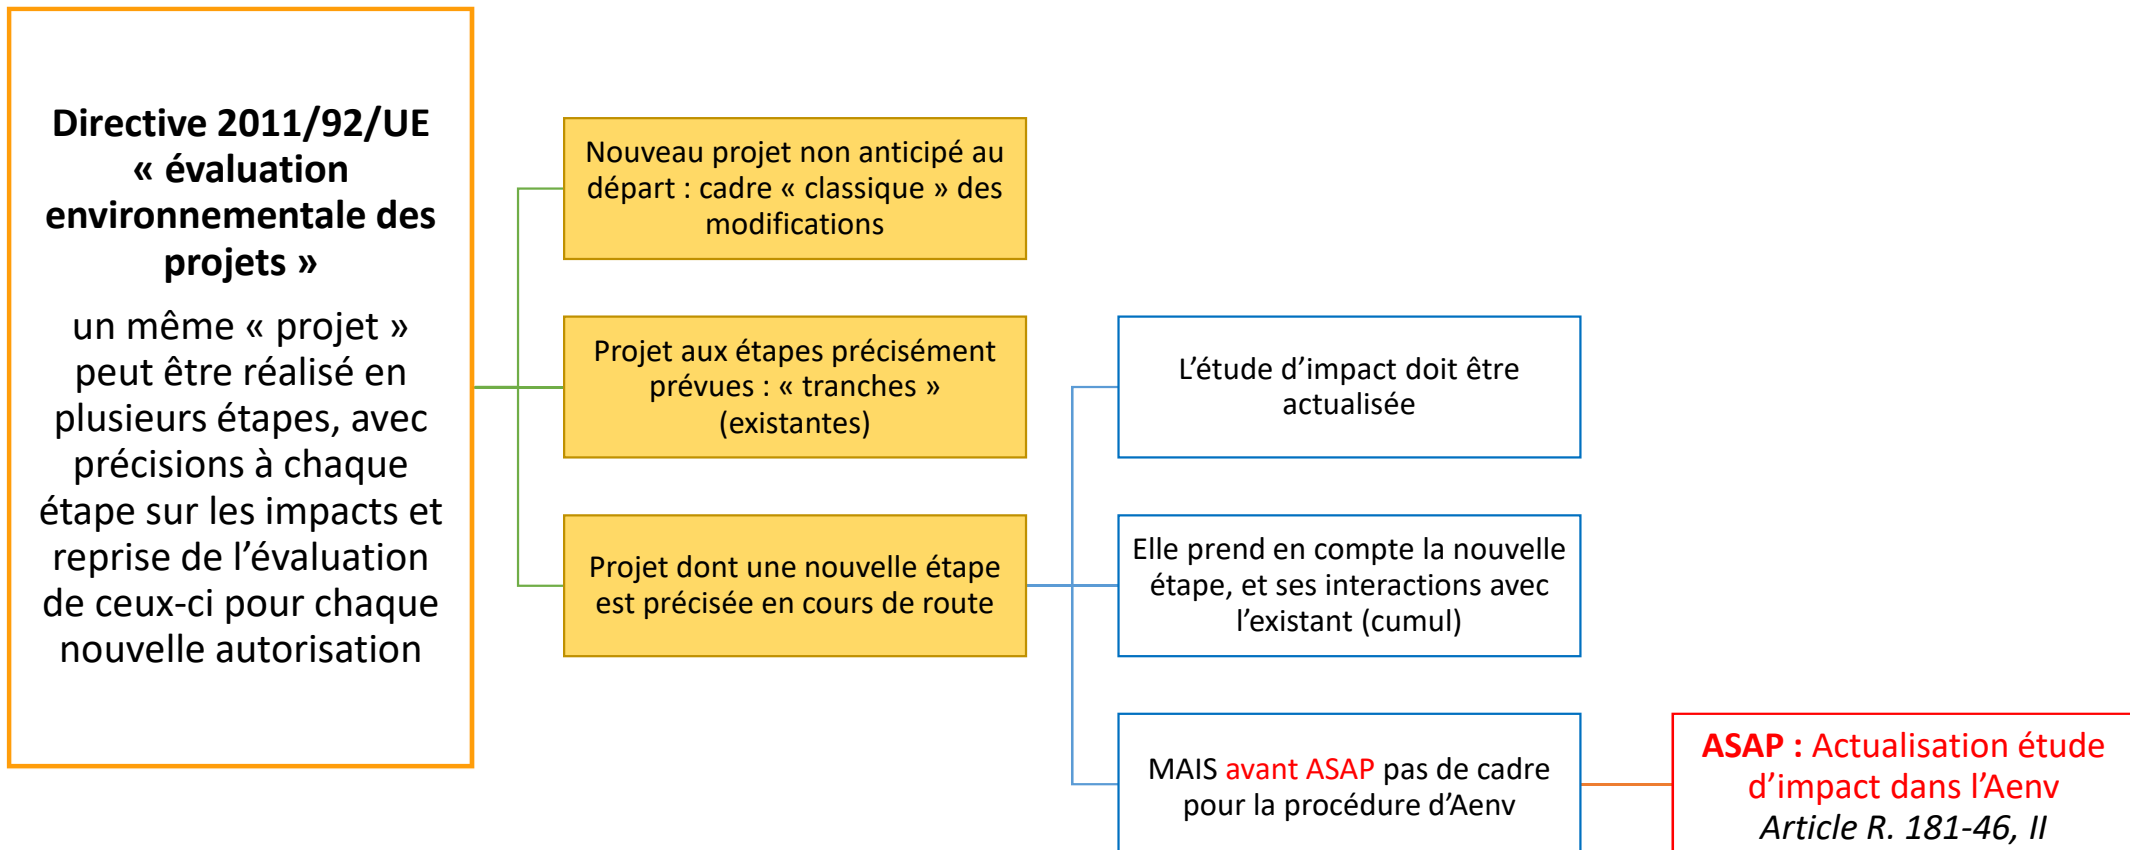 Directive 2011/92/UE
« évaluation
environnementale des
projets »
un même « projet »
peut être réalisé en
plusieurs étapes, avec
précisions à chaque
étape sur les impacts et
reprise de l’évaluation
de ceux-ci pour chaque
nouvelle autorisation
Nouveau projet non anticipé au
départ : cadre « classique » des
modifications
Projet aux étapes précisément
prévues : « tranches »
(existantes)
Projet dont une nouvelle étape
est précisée en cours de route
L’étude d’impact doit être
actualisée
Elle prend en compte la nouvelle
étape, et ses interactions avec
l’existant (cumul)
MAIS avant ASAP pas de cadre
pour la procédure d’Aenv
ASAP : Actualisation étude
d’impact dans l’Aenv
Article R. 181-46, II